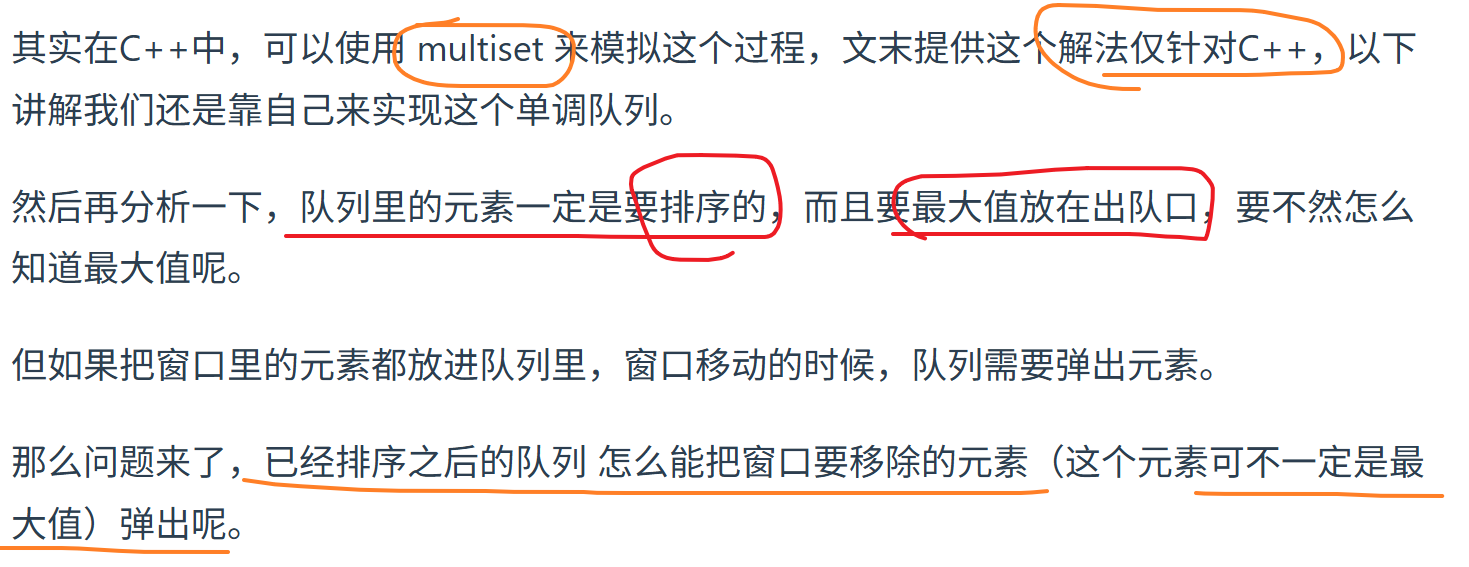 其实在C++中，可以使用 multiset 来模拟这个过程，文末提供这个解法仅针对C++，以下
讲解我们还是靠自己来实现这个单调队列。
然后再分析一下，队列里的元素一定是要排序的，而且要最大值放在出队口，要不然怎么
知道最大值呢。
但如果把窗口里的元素都放进队列里，窗口移动的时候，队列需要弹出元素。
那么问题来了，已经排序之后的队列 怎么能把窗口要移除的元素（这个元素可不一定是最
大值）弹出呢。